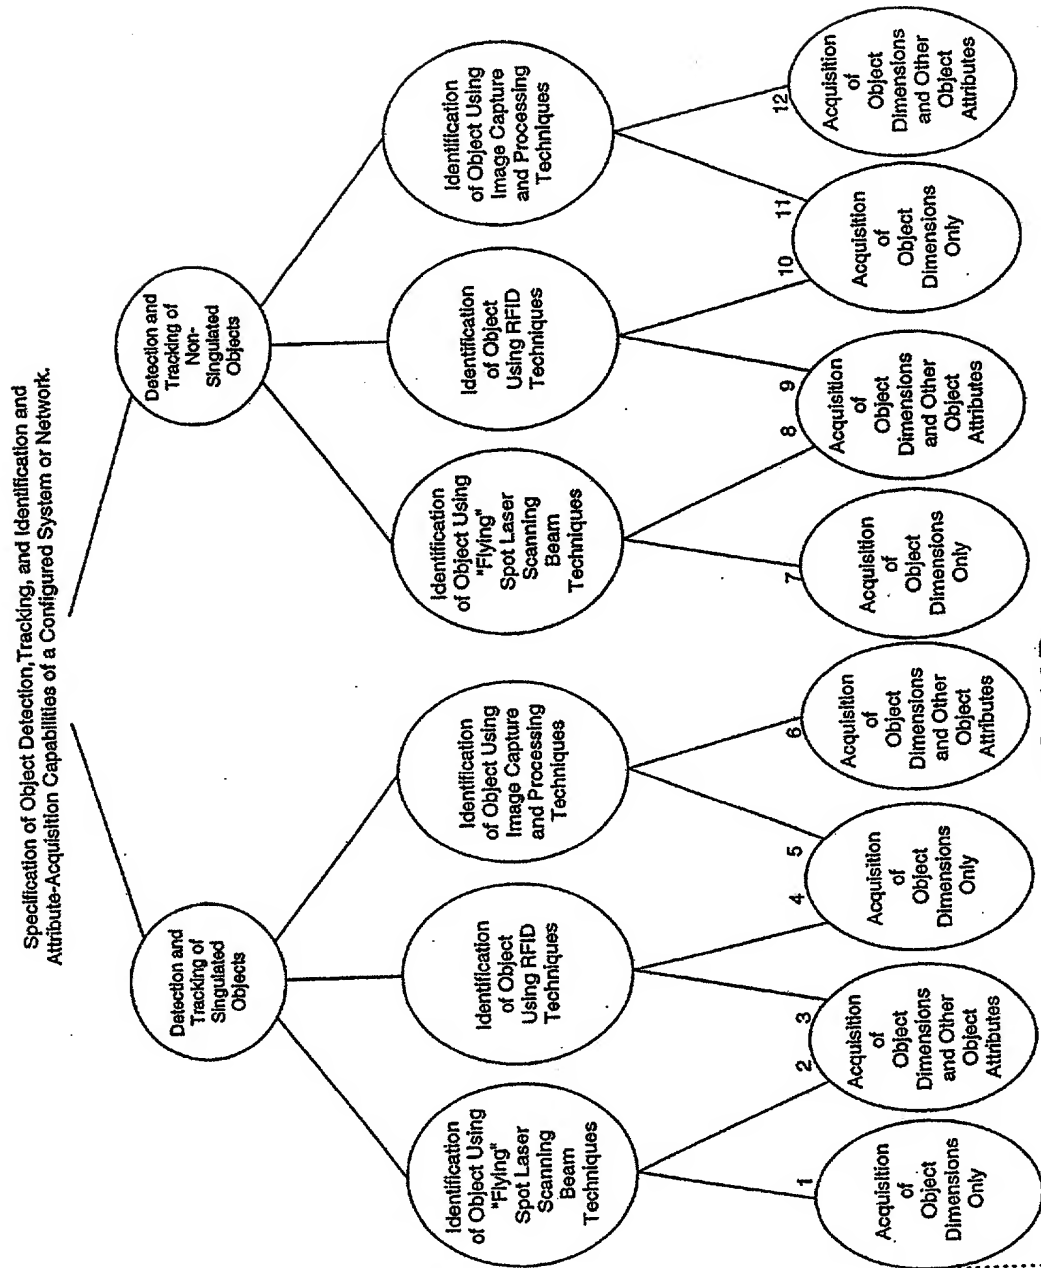 Specification of Object Detection,Tracking, and Identification and
Attribute-Acquisition Capabilities of a Configured System or Network.
Detection and
Tracking of
Singulated
Objects
Detection and
Tracking of
Non-
Singulated
Objects
Identification
of Object Using
"Flying"
Spot Laser
Scanning
Beam
Techniques
Identification
of Object
Using RFID
Techniques
Identification
of Object Using
Image Capture
and Processing
Techniques
Identification
of Object Using
"Flying"
Spot Laser
Scanning
Beam
Techniques
Identification
of Object
Using RFID
Techniques
Identification
of Object Using
Image Capture
and Processing
Techniques
1
2
3
4
5
6
7
8
9
10
11
12
Acquisition
of
Object
Dimensions
Only
Acquisition
of
Object
Dimensions
and Other
Object
Attributes
Acquisition
of
Object
Dimensions
Only
Acquisition
of
Object
Dimensions
and Other
Object
Attributes
Acquisition
of
Object
Dimensions
Only
Acquisition
of
Object
Dimensions
and Other
Object
Attributes
Acquisition
of
Object
Dimensions
Only
Acquisition
of
Object
Dimensions
and Other
Object
Attributes